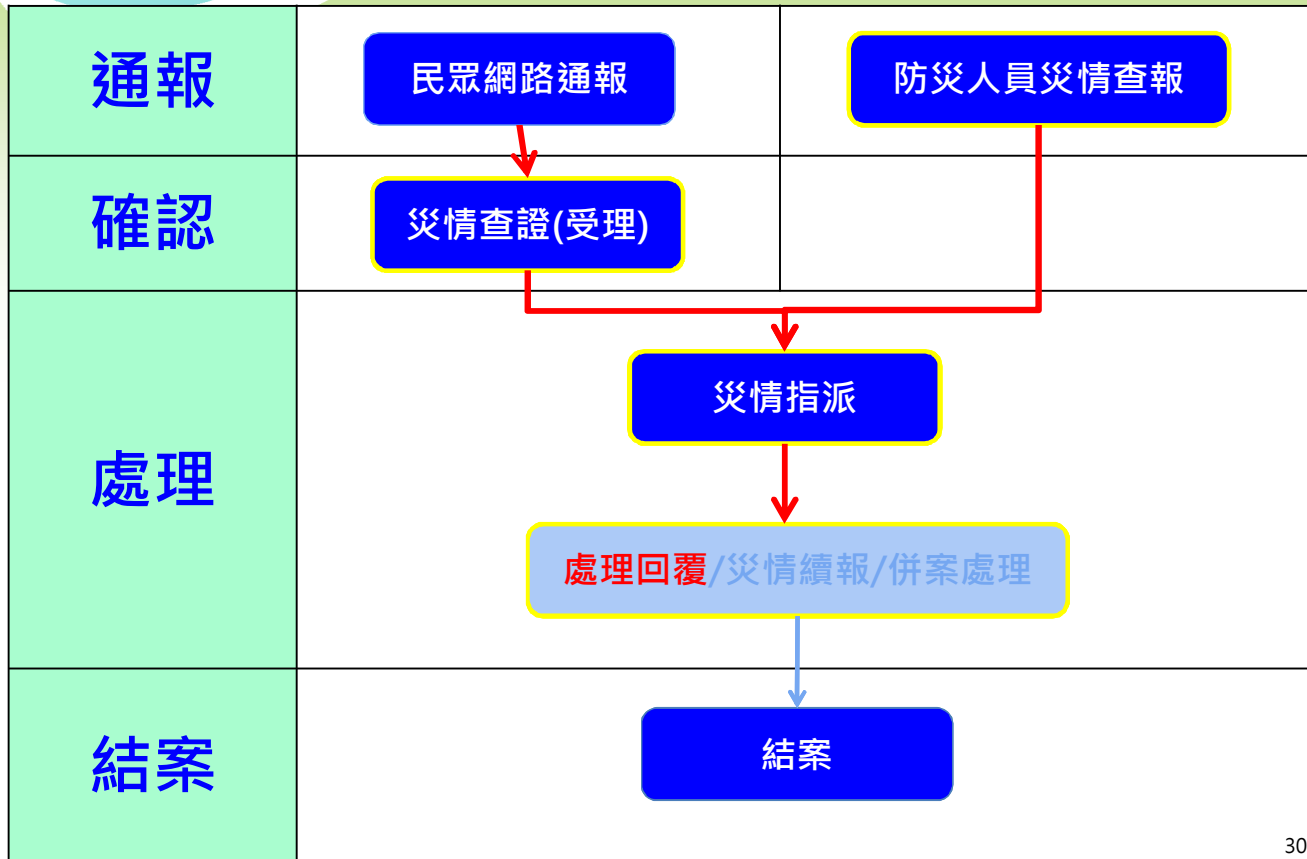 通報
民眾網路通報
防災人員災情查報
確認
災情查證(受理)
處理
災情指派
處理回覆/災情續報/併案處理
結案
結案
30